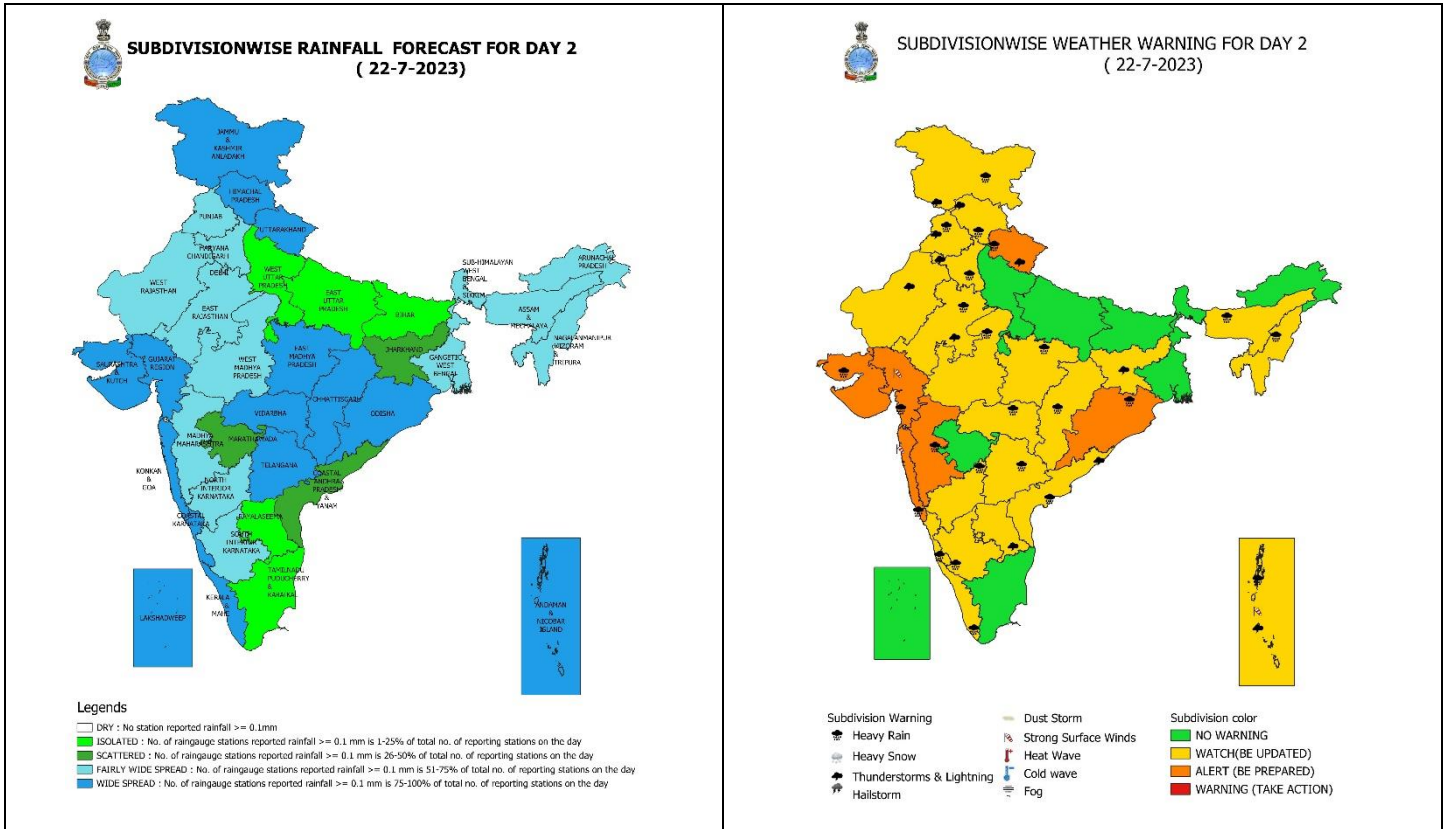 SUBDIVISIONWISE RAINFALL FORECAST FOR DAY 2
( 22-7-2023)
JAMMU
&
KASHMIR
ANLADAKH
HIMACHAL
PRADESH
PUNJAB
UTTARAKHAND
HARYANA
CHANDIGARH
&
DELHI
WEST
UTTAR
PRADESH
WEST
RAJASTHAN
EAST
UTTAR
PRADESH
EAST
RAJASTHAN
BIHAR
SUB-HIMALAYAN
WEST
BENGAL
&
SIKKIM
ARUNACHAL
PRADESH
ASSAM
&
MEGHALAYA
TRIPURA
JHARKHAND
GANGETIC
WEST
BENGAL
EAST
MADHYA
PRADESH
WEST
MADHYA
PRADESH
GUJARAT
REGION
SAURASHTRA
&
KUTCH
CHHATTISGARH
ODISHA
VIDARBHA
MADHYA
MAHARASHTRA
MARATHAWADA
TELANGANA
KONKAN
&
GOA
NORTH
INTERIOR
KARNATAKA
COASTAL
ANDHRA
PRADESH
&
YANAM
COASTAL
KARNATAKA
RAYALASEEMA
SOUTH
INTERIOR
KARNATAKA
TAMILNADU
PUDUCHERRY
&
KARAIKAL
KERALA
&
MAHE
LAKSHADWEEP
ANDAMAN
&
NICOBAR
ISLAND
Legends
DRY : No station reported rainfall >= 0.1mm
ISOLATED : No. of raingauge stations reported rainfall >= 0.1 mm is 1-25% of total no. of reporting stations on the day
SCATTERED : No. of raingauge stations reported rainfall >= 0.1 mm is 26-50% of total no. of reporting stations on the day
FAIRLY WIDE SPREAD : No. of raingauge stations reported rainfall >= 0.1 mm is 51-75% of total no. of reporting stations on the day
WIDE SPREAD : No. of raingauge stations reported rainfall >= 0.1 mm is 75-100% of total no. of reporting stations on the day
SUBDIVISIONWISE WEATHER WARNING FOR DAY 2
( 22-7-2023)
Subdivision Warning
Heavy Rain
Heavy Snow
Thunderstorms & Lightning
Hailstorm
Dust Storm
Strong Surface Winds
Heat Wave
Cold wave
Fog
Subdivision color
NO WARNING
WATCH(BE UPDATED)
ALERT (BE PREPARED)
WARNING (TAKE ACTION)